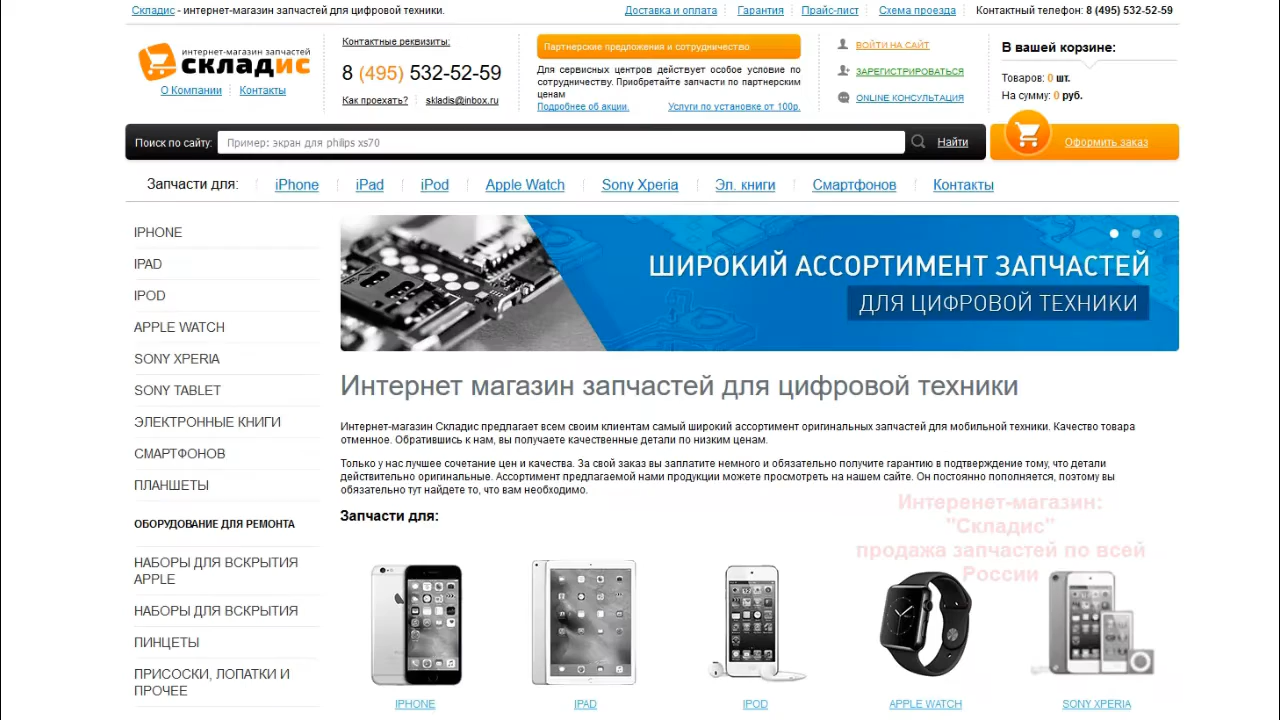 Складис - интернет-магазин запчастей для цифровой техники.
Доставка и оплата
Гарантия
Прайс-лист
Схема проезда
Контактный телефон: 8 (495) 532-52-59
интернет-магазин запчастей
складис
О Компании
Контакты
Контактные реквизиты:
8 (495) 532-52-59
Как проехать?
skladis@inbox.ru
Партнерские предложения и сотрудничество
Для сервисных центров действует особое условие по
сотрудничеству. Приобретайте запчасти по партнерским
ценам
Подробнее об акции.
Услуги по установке от 100р.
ВОЙТИ НА САЙТ
ЗАРЕГИСТРИРОВАТЬСЯ
ONLINE КОНСУЛЬТАЦИЯ
В вашей корзине:
Товаров: 0 шт.
На сумму: 0 руб.
Поиск по сайту:
Пример: экран для philips xs70
Найти
Оформить заказ
Запчасти для:
iPhone
iPad
iPod
Apple Watch
Sony Xperia
Эл. книги
Смартфонов
Контакты
IPHONE
IPAD
IPOD
APPLE WATCH
SONY XPERIA
SONY TABLET
ЭЛЕКТРОННЫЕ КНИГИ
СМАРТФОНОВ
ПЛАНШЕТЫ
ОБОРУДОВАНИЕ ДЛЯ РЕМОНТА
НАБОРЫ ДЛЯ ВСКРЫТИЯ
APPLE
НАБОРЫ ДЛЯ ВСКРЫТИЯ
ПИНЦЕТЫ
ПРИСОСКИ, ЛОПАТКИ И
ПРОЧЕЕ
ШИРОКИЙ АССОРТИМЕНТ ЗАПЧАСТЕЙ
ДЛЯ ЦИФРОВОЙ ТЕХНИКИ
Интернет магазин запчастей для цифровой техники
Интернет-магазин Складис предлагает всем своим клиентам самый широкий ассортимент оригинальных запчастей для мобильной техники. Качество товара
отменное. Обратившись к нам, вы получаете качественные детали по низким ценам.
Только у нас лучшее сочетание цен и качества. За свой заказ вы заплатите немного и обязательно получите гарантию в подтверждение тому, что детали
действительно оригинальные. Ассортимент предлагаемой нами продукции можете просмотреть на нашем сайте. Он постоянно пополняется, поэтому вы
обязательно тут найдете то, что вам необходимо.
Запчасти для:
Интеренет-магазин:
"Складис"
продажа запчастей по всей
России
IPHONE
IPAD
IPOD
APPLE WATCH
SONY XPERIA